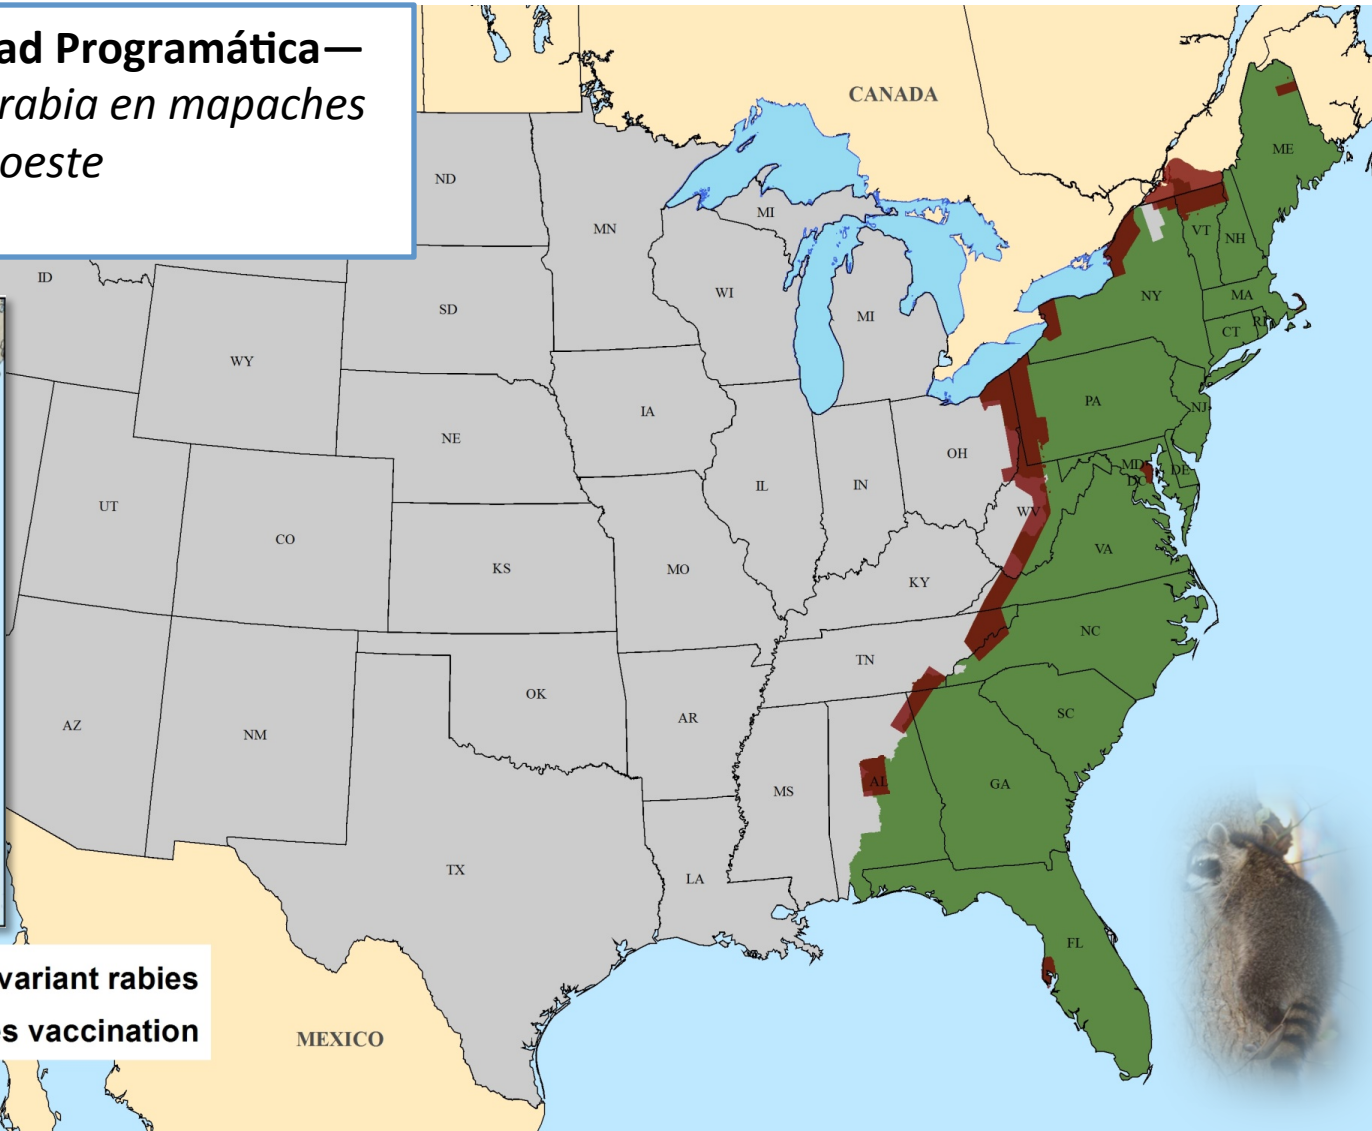 ad Programática—
rabia en mapaches
oeste
CANADA
ME
ND
MN
MI
VT
NH
ID
WI
NY
MA
SD
MI
CT
RI
WY
IA
PA
NJ
NE
OH
MD
DE
IL
IN
DC
UT
WV
CO
VA
KS
MO
KY
NC
TN
OK
SC
AR
AZ
NM
AL
GA
MS
TX
LA
FL
variant rabies
s vaccination
MEXICO